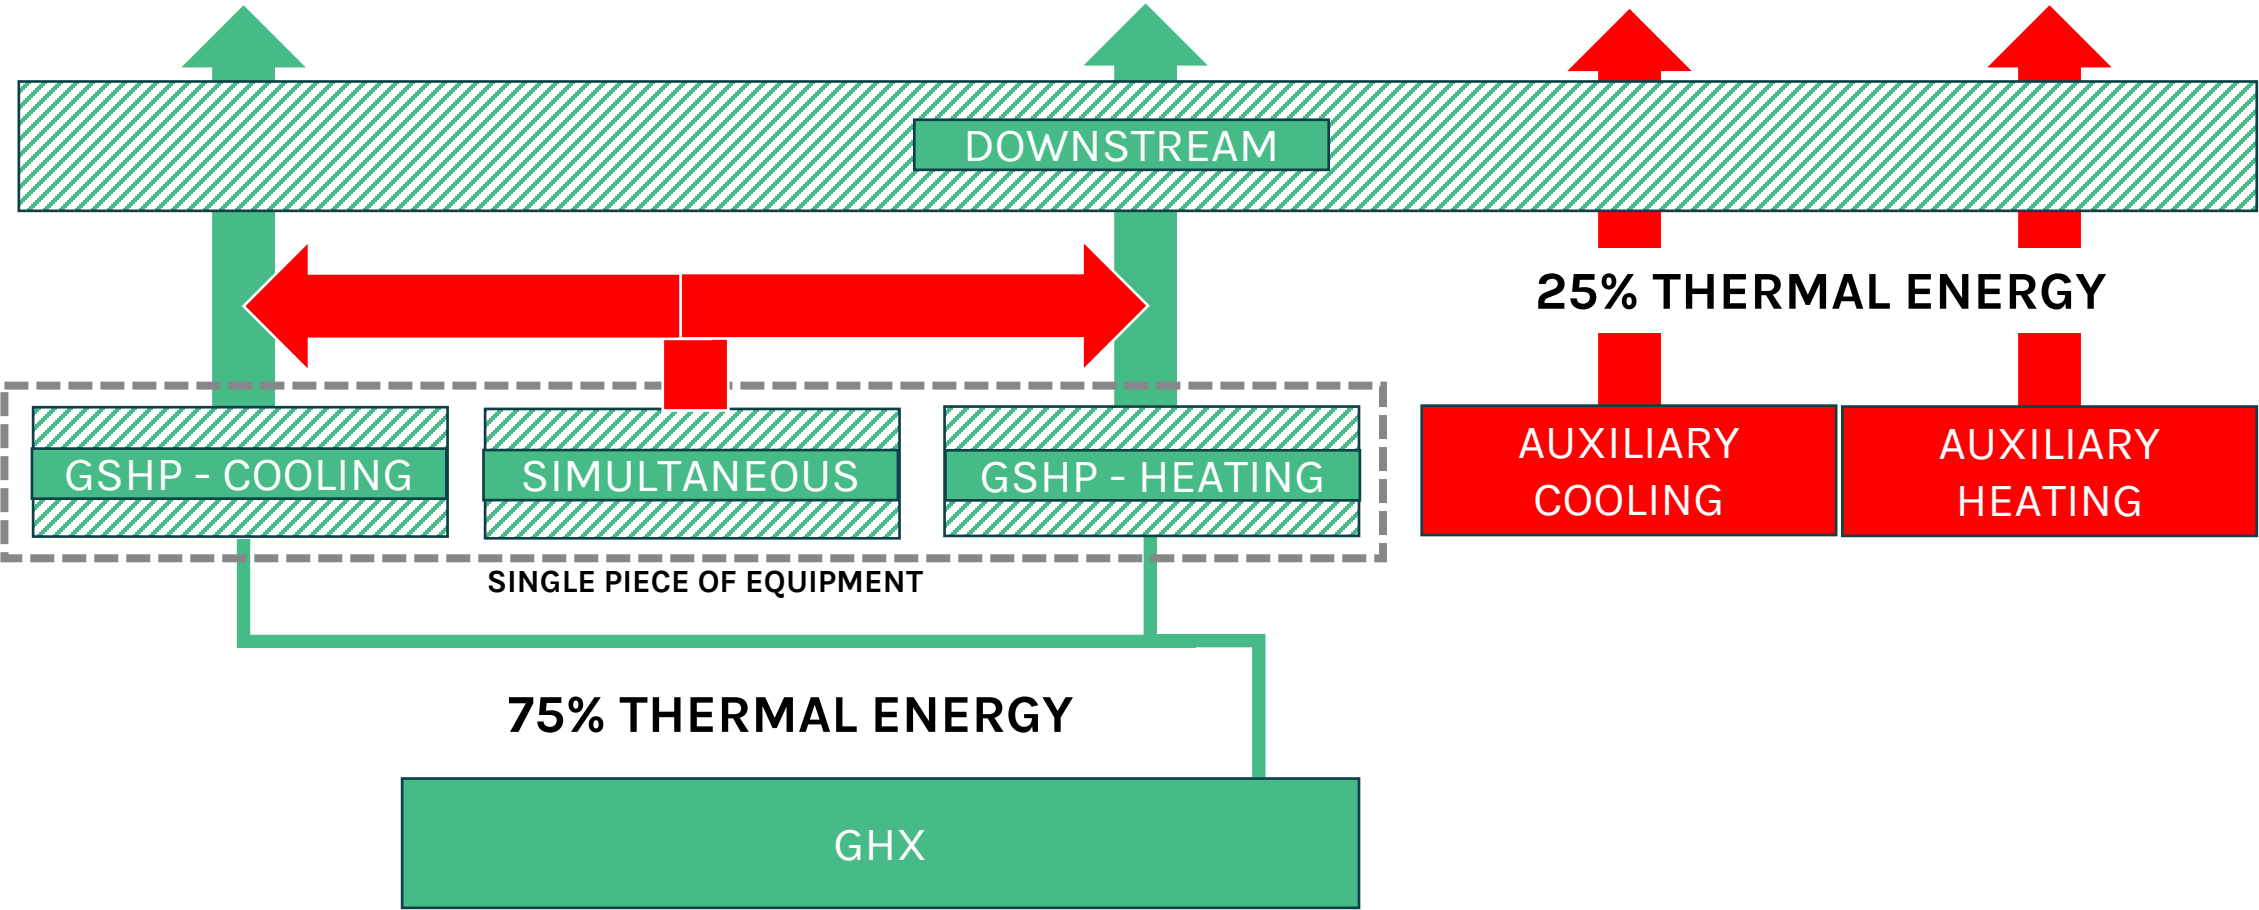 DOWNSTREAM
25% THERMAL ENERGY
GSHP - COOLING
SIMULTANEOUS
GSHP - HEATING
AUXILIARY
COOLING
AUXILIARY
HEATING
SINGLE PIECE OF EQUIPMENT
75% THERMAL ENERGY
GHX